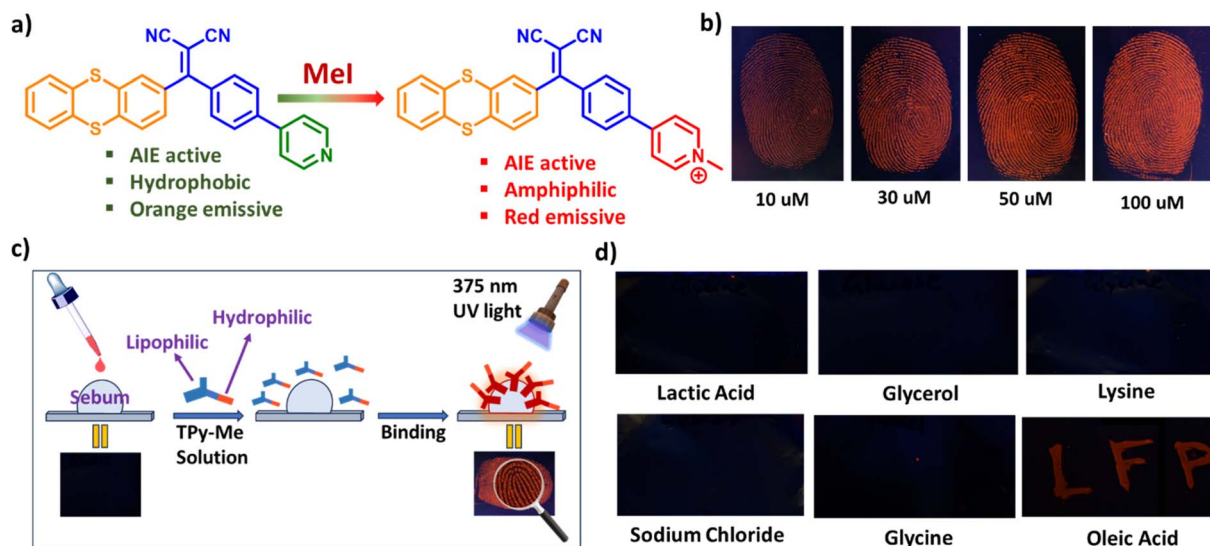 a)
NC CN
S
S
N
MeI
NC CN
S
S
N
⊕
▪ AIE active
▪ Hydrophobic
▪ Orange emissive
▪ AIE active
▪ Amphiphilic
▪ Red emissive
b)
10 uM 30 uM 50 uM 100 uM
c)
375 nm
UV light
Hydrophilic
Lipophilic
Sebum
TPy-Me
Solution
Binding
d)
Lactic Acid Glycerol Lysine
L F P
Sodium Chloride Glycine Oleic Acid